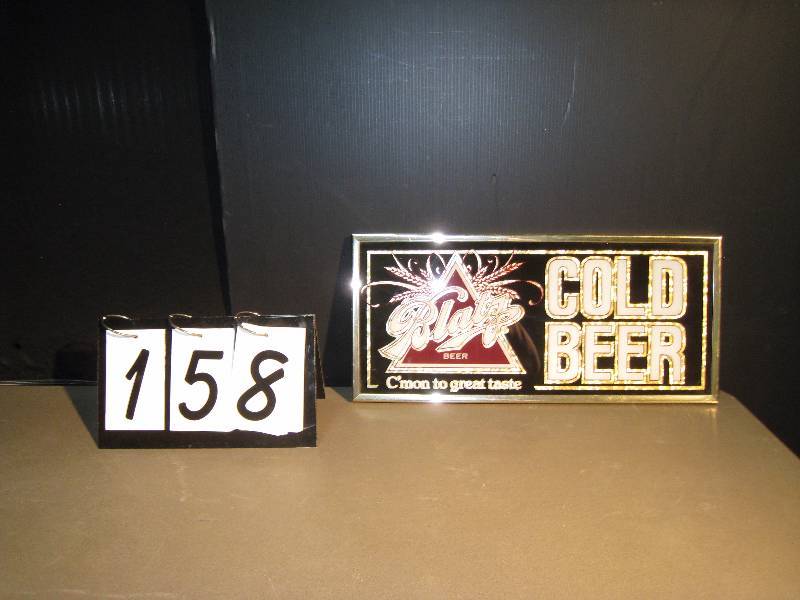 158
Blatz
BEER
C'mon to great taste
COLD
BEER